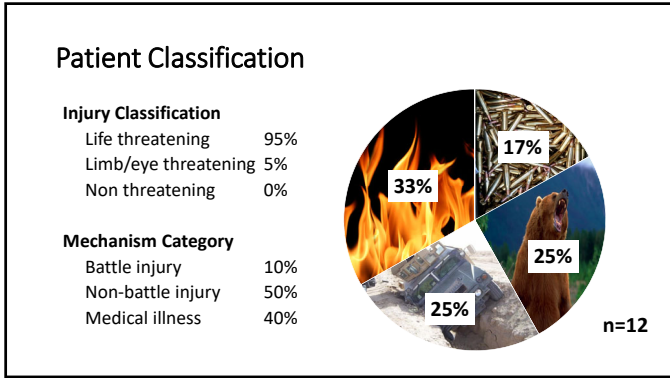 Patient Classification
Injury Classification
Life threatening 95%
Limb/eye threatening 5%
Non threatening 0%
Mechanism Category
Battle injury 10%
Non-battle injury 50%
Medical illness 40%
17%
33%
25%
25%
n=12